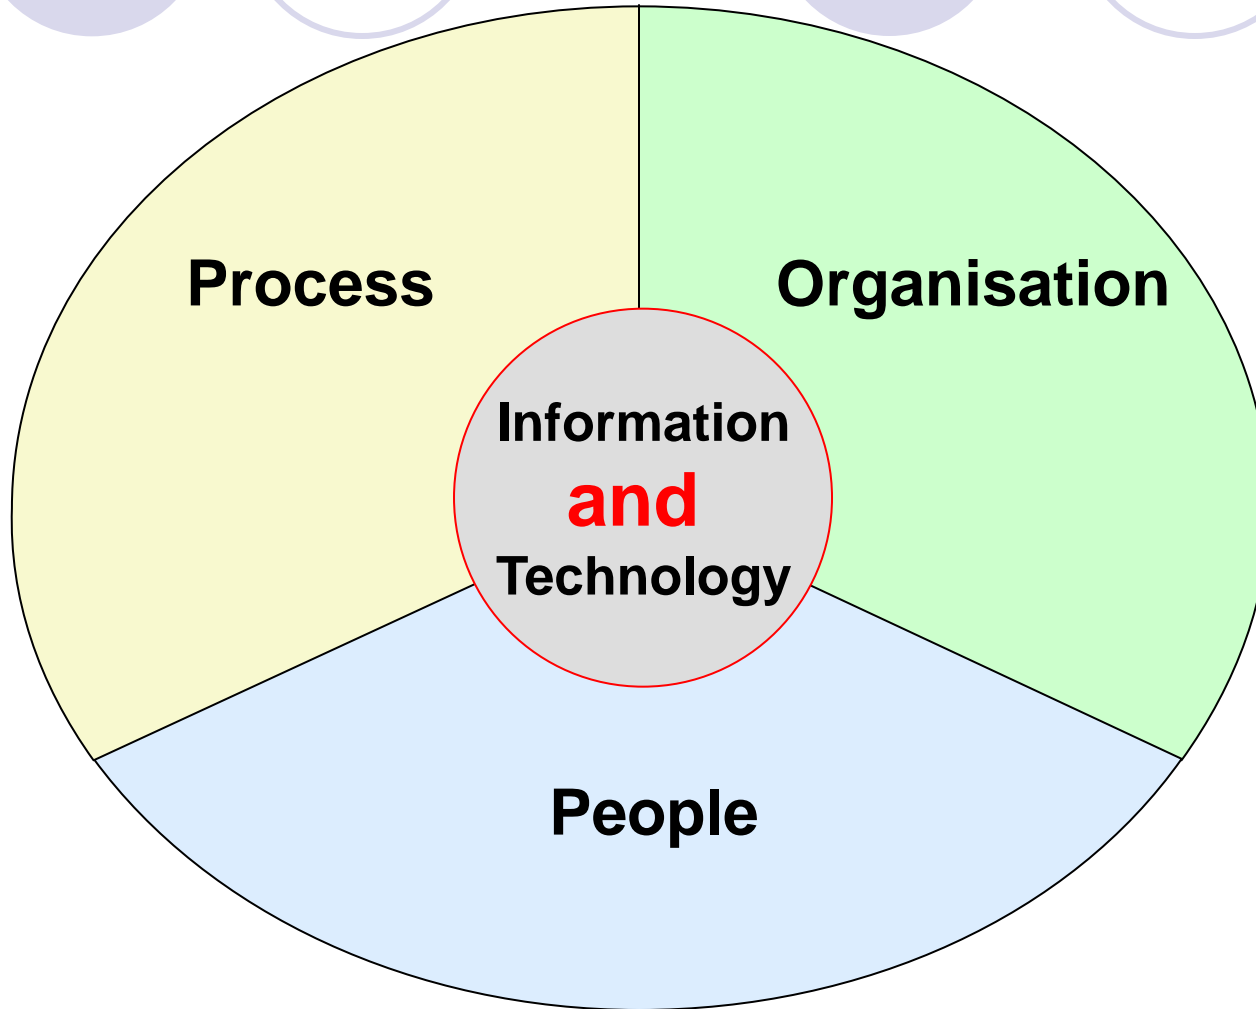 Process
Organisation
Information
and
Technology
People